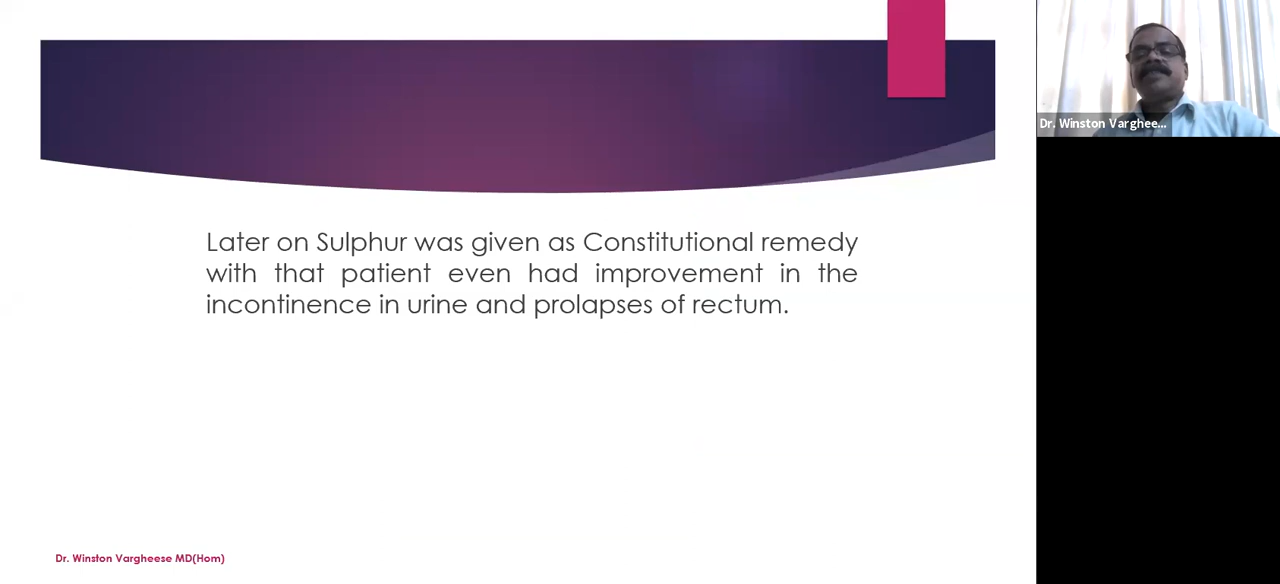 Dr. Winston Varghee...
Later on Sulphur was given as Constitutional remedy
with that patient even had improvement in the
incontinence in urine and prolapses of rectum.
Dr. Winston Vargheese MD(Hom)